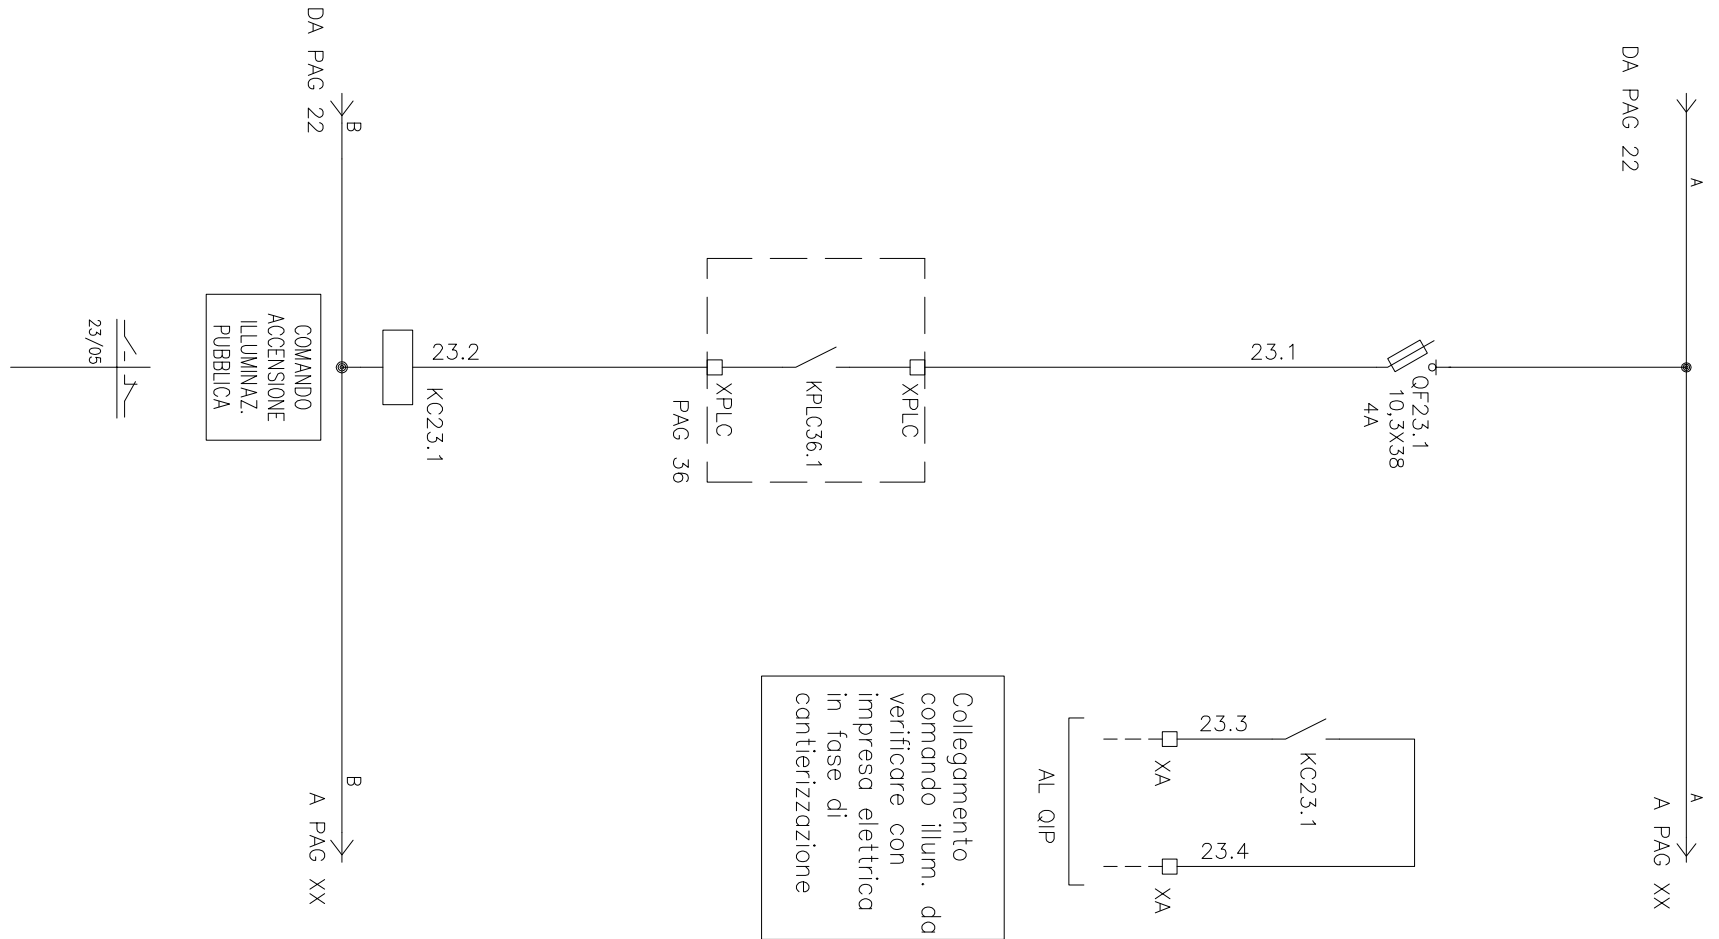 DA PAG 22
A
A
A PAG XX
QF23.1
10,3X38
4A
23.1
XPLC
KPLC36.1
XPLC
PAG 36
23.2
KC23.1
DA PAG 22
B
B
A PAG XX
COMANDO
ACCENSIONE
ILLUMINAZ.
PUBBLICA
23/05
KC23.1
23.3
23.4
XA
XA
AL QIP
Collegamento
comando illum. da
verificare con
impresa elettrica
in fase di
cantierizzazione